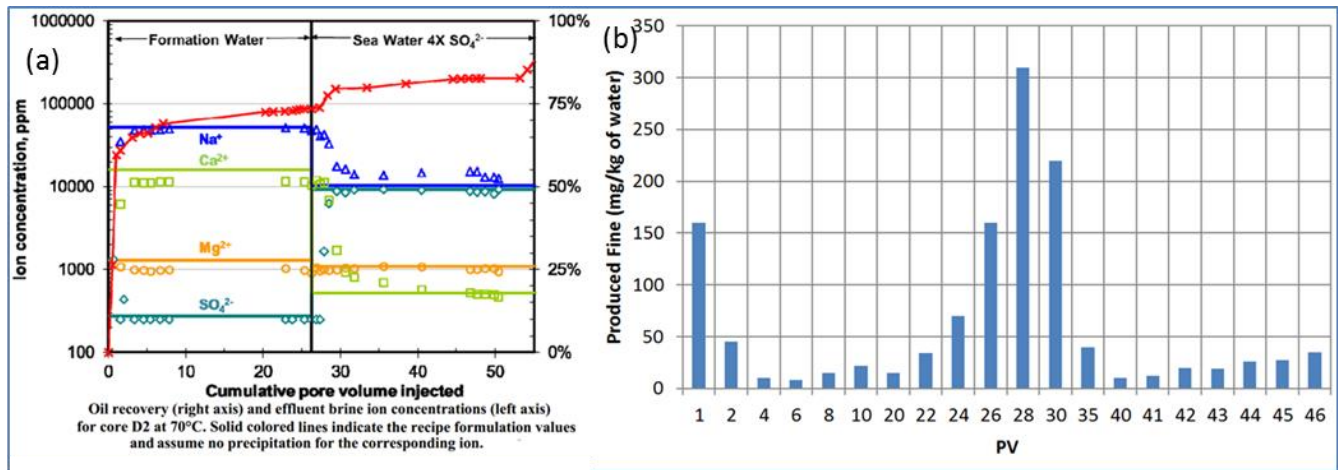 (a)
Ion concentration, ppm
1000000
100000
10000
1000
100
Formation Water
Sea Water 4X SO₄²⁻
Na⁺
Ca²⁺
Mg²⁺
SO₄²⁻
100%
75%
50%
25%
0%
0 10 20 30 40 50
Cumulative pore volume injected
Oil recovery (right axis) and effluent brine ion concentrations (left axis)
for core D2 at 70°C. Solid colored lines indicate the recipe formulation values
and assume no precipitation for the corresponding ion.
(b)
Produced Fine (mg/kg of water)
350
300
250
200
150
100
50
0
1 2 4 6 8 10 20 22 24 26 28 30 35 40 41 42 43 44 45 46
PV